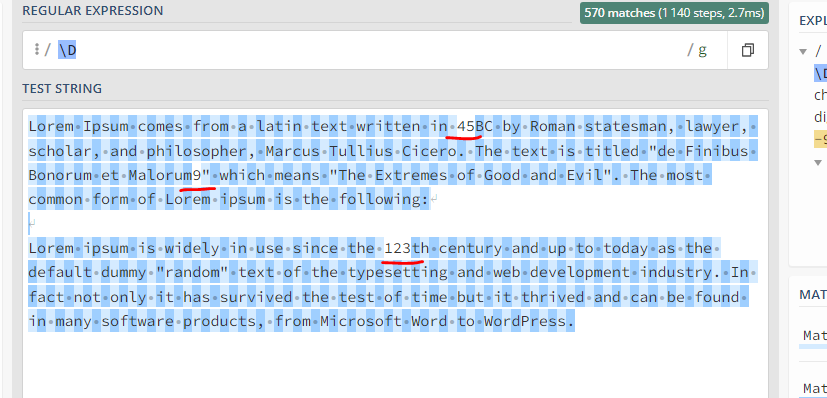 REGULAR EXPRESSION
570 matches (1 140 steps, 2.7ms)
/ \D / g
TEST STRING
Lorem Ipsum comes from a latin text written in 45BC by Roman statesman, lawyer,
scholar, and philosopher, Marcus Tullius Cicero. The text is titled "de Finibus
Bonorum et Malorum9" which means "The Extremes of Good and Evil". The most
common form of Lorem ipsum is the following:
Lorem ipsum is widely in use since the 123th century and up to today as the
default dummy "random" text of the typesetting and web development industry. In
fact not only it has survived the test of time but it thrived and can be found
in many software products, from Microsoft Word to WordPress.
EXPL
/
\D
ch
di
-9
MAT
Mat
Mat